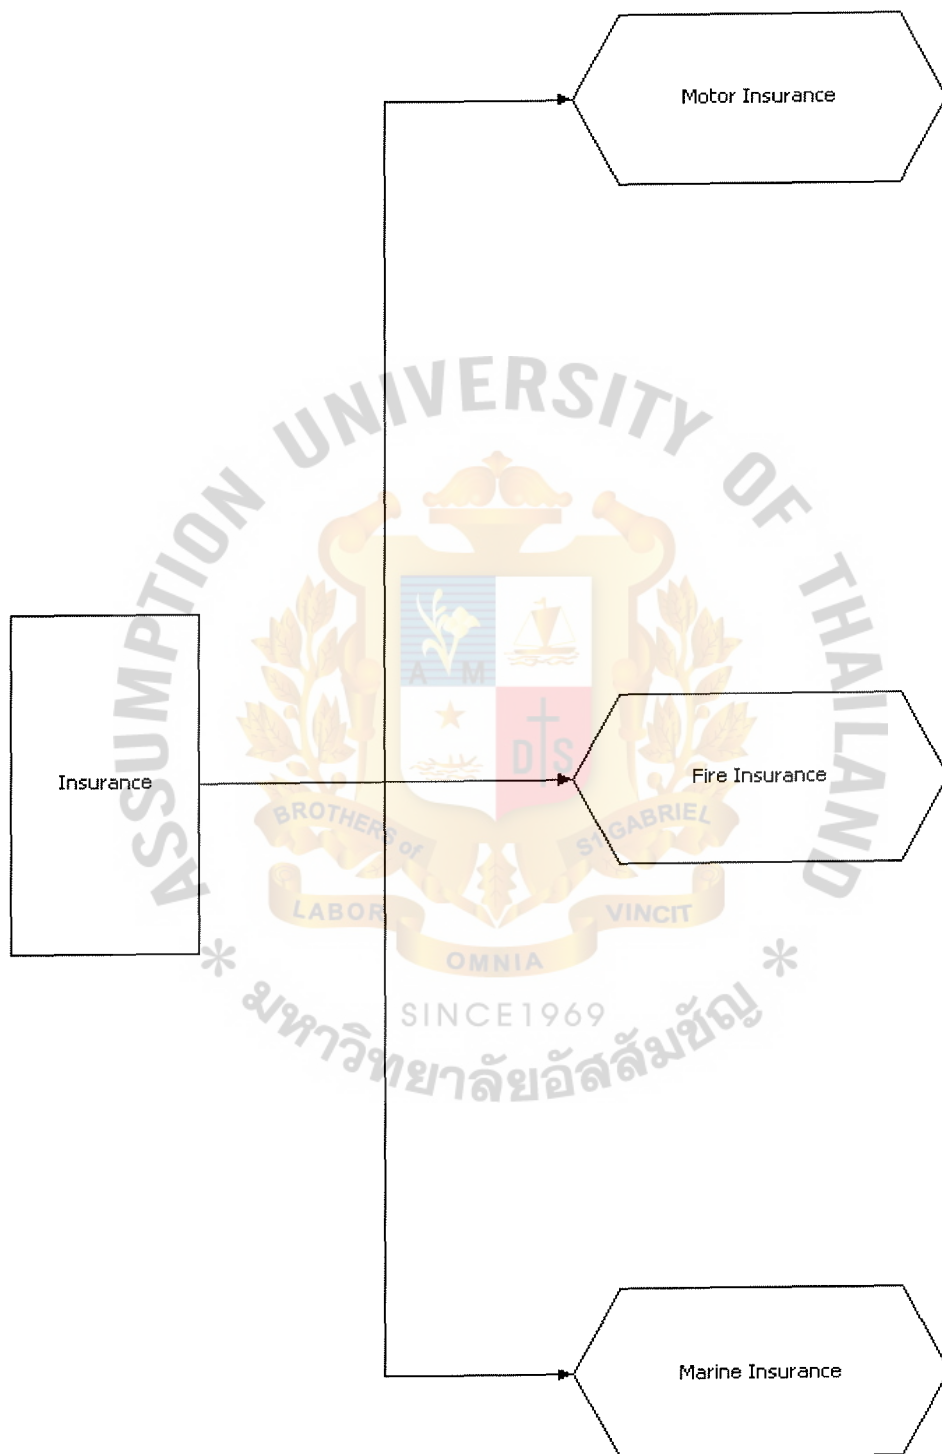 Motor Insurance
ASSUMPTION UNIVERSITY OF THAILAND
A M
D S
Insurance
Fire Insurance
BROTHERS of ST GABRIEL
LABOR
VINCIT
OMNIA
SINCE1969
* มหาวิทยาลัยอัสสัมชัญ *
Marine Insurance